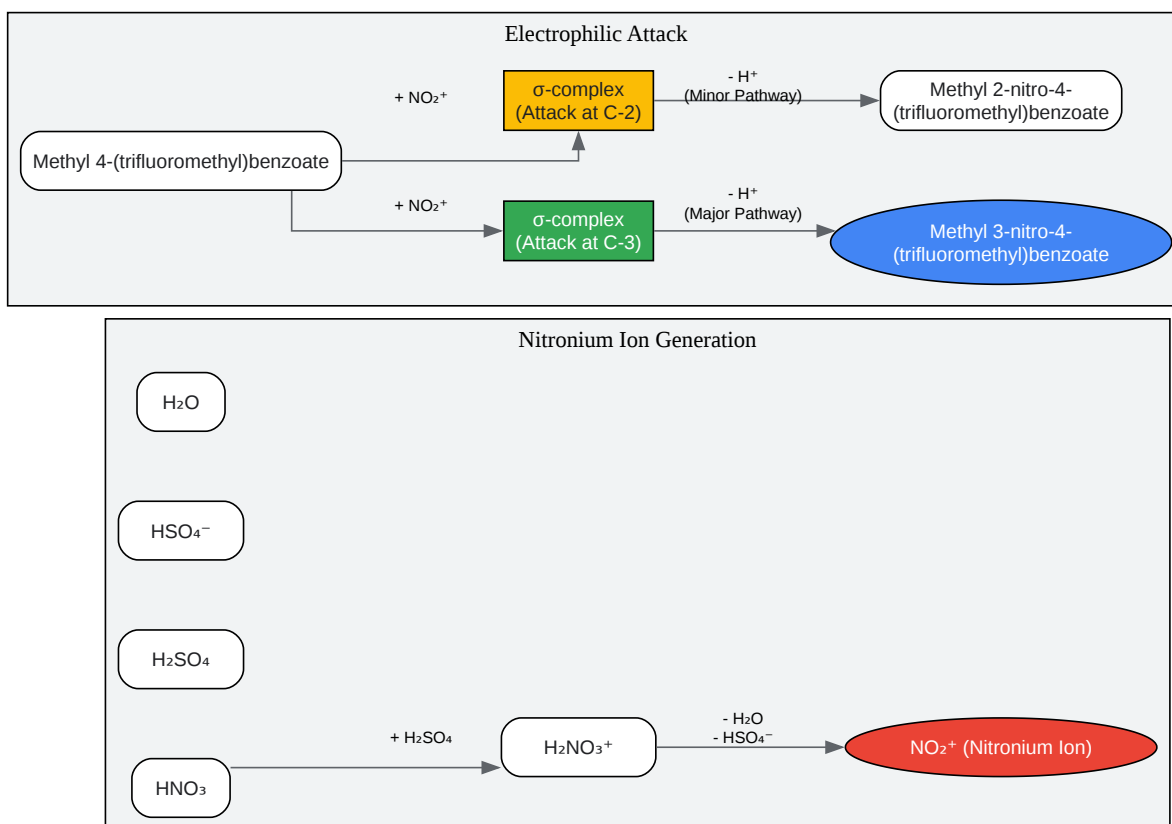 Electrophilic Attack
+ NO₂⁺
σ-complex
(Attack at C-2)
- H⁺
(Minor Pathway)
Methyl 2-nitro-4-
(trifluoromethyl)benzoate
Methyl 4-(trifluoromethyl)benzoate
+ NO₂⁺
σ-complex
(Attack at C-3)
- H⁺
(Major Pathway)
Methyl 3-nitro-4-
(trifluoromethyl)benzoate
Nitronium Ion Generation
H₂O
HSO₄⁻
H₂SO₄
HNO₃
+ H₂SO₄
H₂NO₃⁺
- H₂O
- HSO₄⁻
NO₂⁺ (Nitronium Ion)